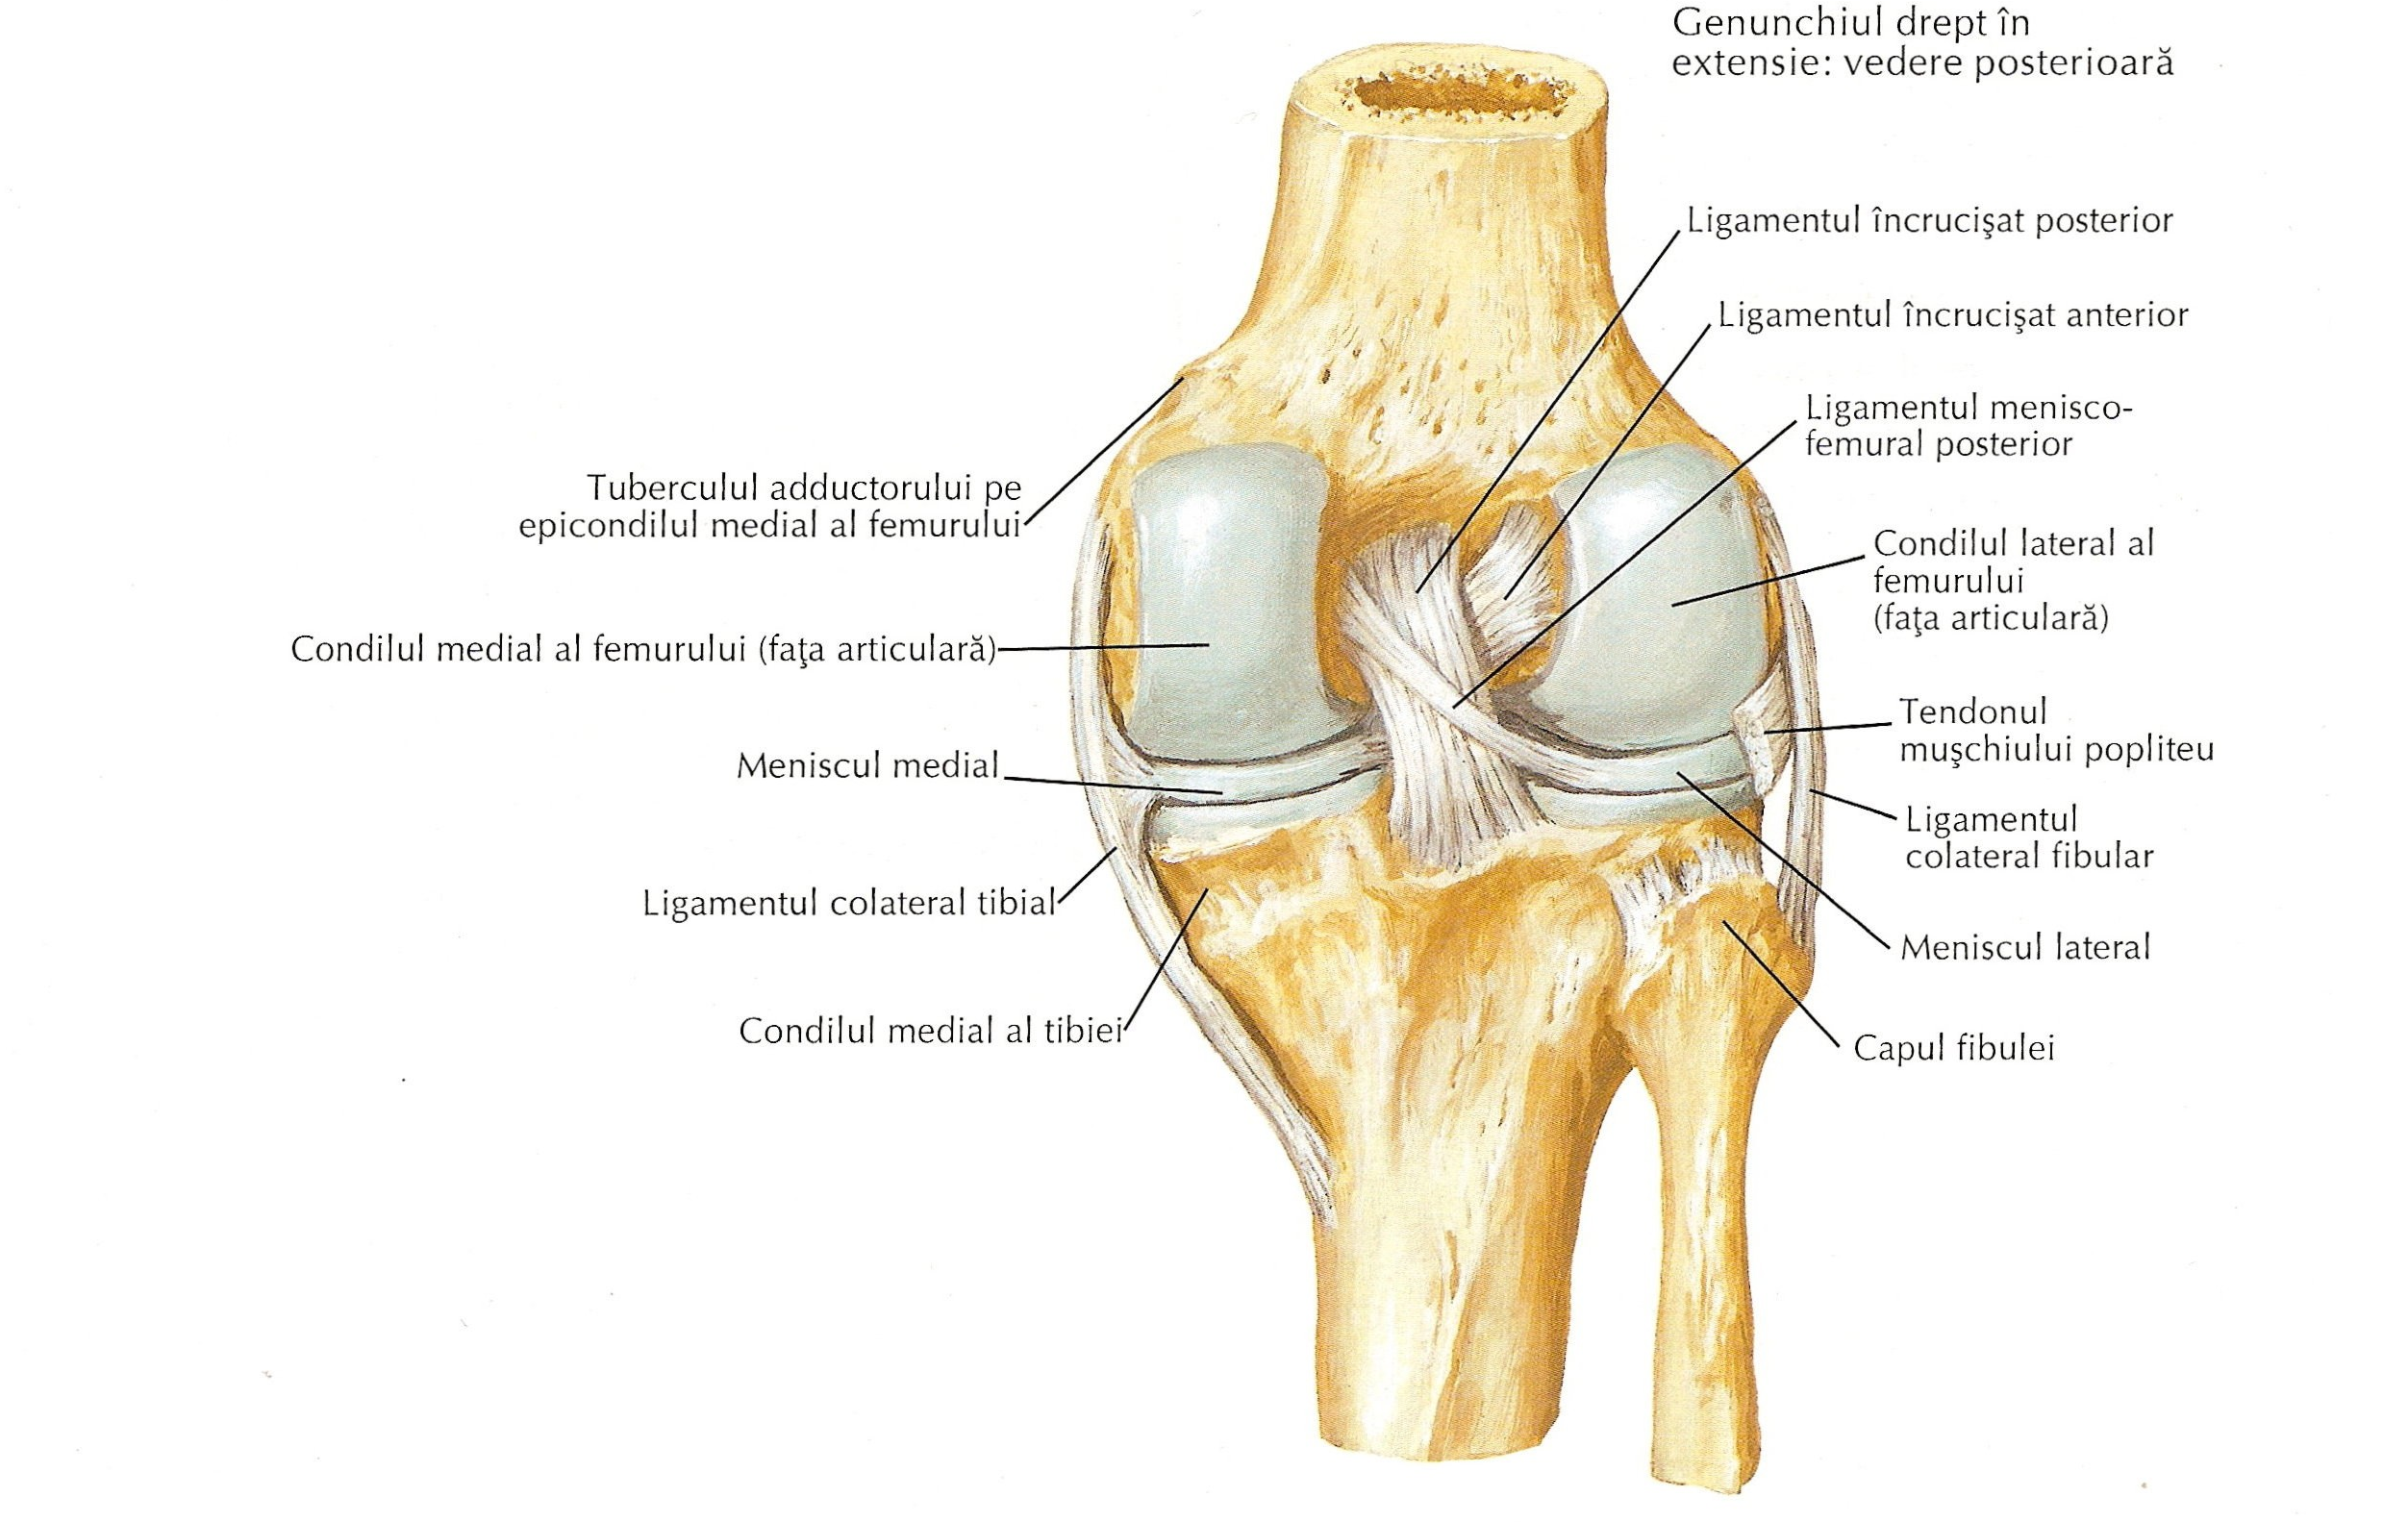 Genunchiul drept în
extensie: vedere posterioară
Ligamentul încrucişat posterior
Ligamentul încrucişat anterior
Ligamentul menisco-
femural posterior
Condilul lateral al
femurului
(faţa articulară)
Tendonul
muşchiului popliteu
Ligamentul
colateral fibular
Meniscul lateral
Capul fibulei
Tuberculul adductorului pe
epicondilul medial al femurului
Condilul medial al femurului (faţa articulară)
Meniscul medial
Ligamentul colateral tibial
Condilul medial al tibiei